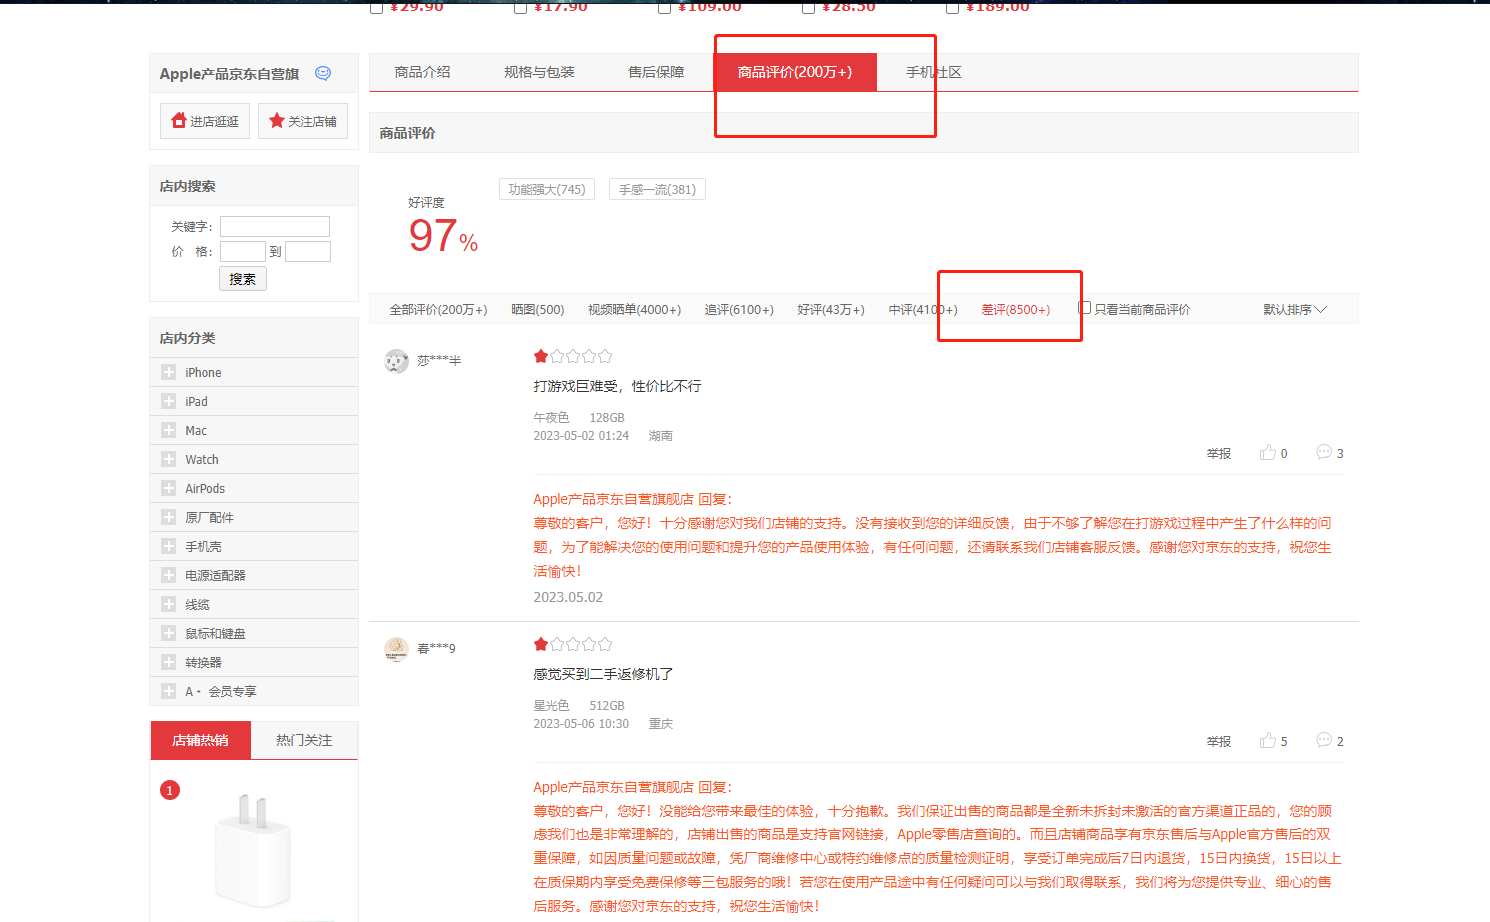 ¥29.90 ¥17.90 ¥109.00 ¥28.50 ¥189.00
Apple产品京东自营旗
进店逛逛 关注店铺
店内搜索
关键字：
价 格： 到
搜索
店内分类
iPhone
iPad
Mac
Watch
AirPods
原厂配件
手机壳
电源适配器
线缆
鼠标和键盘
转换器
A・ 会员专享
店铺热销 热门关注
1
商品介绍 规格与包装 售后保障 商品评价(200万+) 手机社区
商品评价
好评度
97%
功能强大(745) 手感一流(381)
全部评价(200万+) 晒图(500) 视频晒单(4000+) 追评(6100+) 好评(43万+) 中评(4100+) 差评(8500+) 只看当前商品评价 默认排序
莎***半
打游戏巨难受，性价比不行
午夜色 128GB
2023-05-02 01:24 湖南
举报 0 3
Apple产品京东自营旗舰店 回复：
尊敬的客户，您好！十分感谢您对我们店铺的支持。没有接收到您的详细反馈，由于不够了解您在打游戏过程中产生了什么样的问
题，为了能解决您的使用问题和提升您的产品使用体验，有任何问题，还请联系我们店铺客服反馈。感谢您对京东的支持，祝您生
活愉快！
2023.05.02
春***9
感觉买到二手返修机了
星光色 512GB
2023-05-06 10:30 重庆
举报 5 2
Apple产品京东自营旗舰店 回复：
尊敬的客户，您好！没能给您带来最佳的体验，十分抱歉。我们保证出售的商品都是全新未拆封未激活的官方渠道正品的，您的顾
虑我们也是非常理解的，店铺出售的商品是支持官网链接，Apple零售店查询的。而且店铺商品享有京东售后与Apple官方售后的双
重保障，如因质量问题或故障，凭厂商维修中心或特约维修点的质量检测证明，享受订单完成后7日内退货，15日内换货，15日以上
在质保期内享受免费保修等三包服务的哦！若您在使用产品途中有任何疑问可以与我们取得联系，我们将为您提供专业、细心的售
后服务。感谢您对京东的支持，祝您生活愉快！